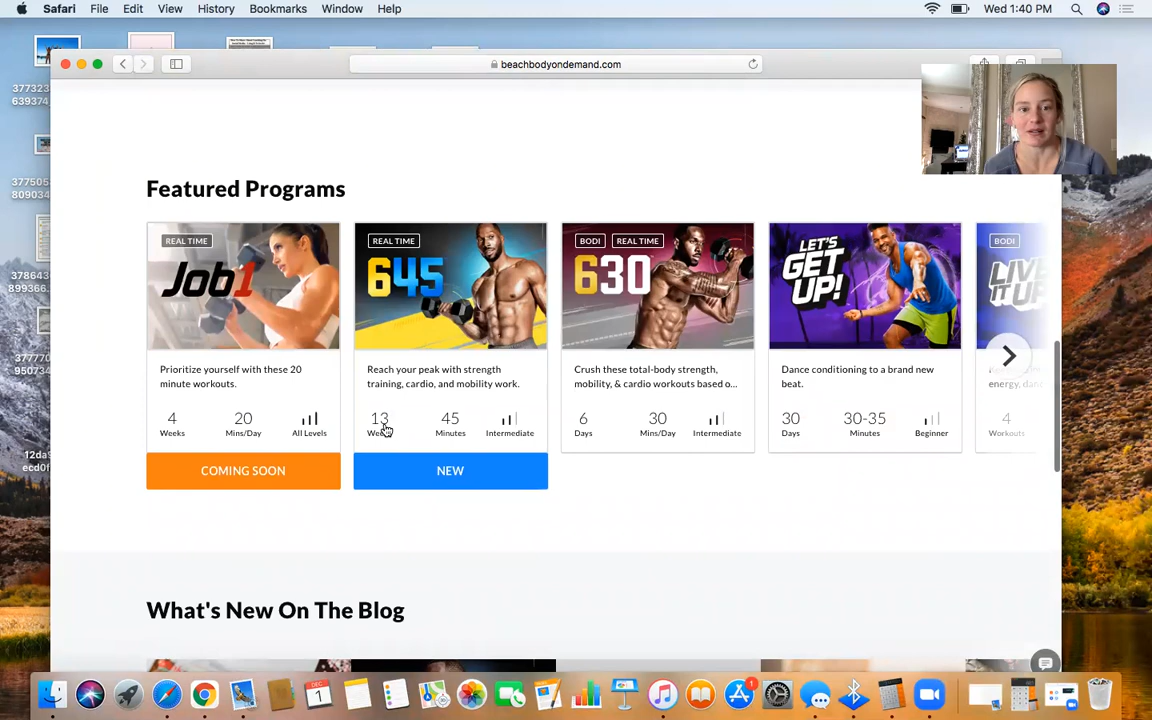 Safari File Edit View History Bookmarks Window Help Wed 1:40 PM
beachbodyondemand.com
Featured Programs
REAL TIME
Job1
Prioritize yourself with these 20
minute workouts.
4 20
Weeks Mins/Day All Levels
COMING SOON
REAL TIME
645
Reach your peak with strength
training, cardio, and mobility work.
13 45
Minutes Intermediate
NEW
BODI REAL TIME
630
Crush these total-body strength,
mobility, & cardio workouts based o...
6 30
Days Mins/Day Intermediate
LET'S
GET
UP!
Dance conditioning to a brand new
beat.
30 30-35
Days Minutes Beginner
BODI
LIVE
IT UP!
energy, danc
4
Workouts
What's New On The Blog
377323
639374
377505
809034
378643
899366.
377770
950734
12da9
ecd0f
DEC
1
1